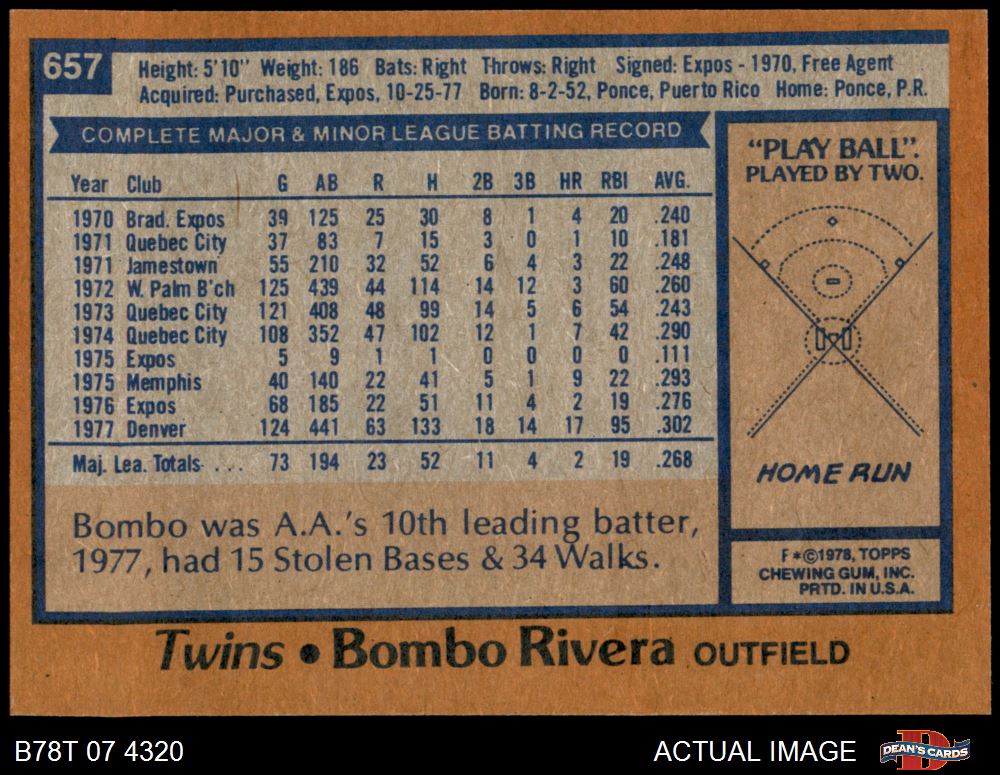 657
Height: 5'10" Weight: 186 Bats: Right Throws: Right Signed: Expos - 1970, Free Agent
Acquired: Purchased, Expos, 10-25-77 Born: 8-2-52, Ponce, Puerto Rico Home: Ponce, P.R.
COMPLETE MAJOR & MINOR LEAGUE BATTING RECORD
Year Club G AB R H 2B 3B HR RBI AVG.
1970 Brad. Expos 39 125 25 30 8 1 4 20 .240
1971 Quebec City 37 83 7 15 3 0 1 10 .181
1971 Jamestown 55 210 32 52 6 4 3 22 .248
1972 W. Palm B'ch 125 439 44 114 14 12 3 60 .260
1973 Quebec City 121 408 48 99 14 5 6 54 .243
1974 Quebec City 108 352 47 102 12 1 7 42 .290
1975 Expos 5 9 1 1 0 0 0 0 .111
1975 Memphis 40 140 22 41 5 1 9 22 .293
1976 Expos 68 185 22 51 11 4 2 19 .276
1977 Denver 124 441 63 133 18 14 17 95 .302
Maj. Lea. Totals . . . 73 194 23 52 11 4 2 19 .268
Bombo was A.A.'s 10th leading batter,
1977, had 15 Stolen Bases & 34 Walks.
"PLAY BALL".
PLAYED BY TWO.
HOME RUN
F*©1978, TOPPS
CHEWING GUM, INC.
PRTD. IN U.S.A.
Twins • Bombo Rivera OUTFIELD
B78T 07 4320
ACTUAL IMAGE
D
DEAN'S CARDS